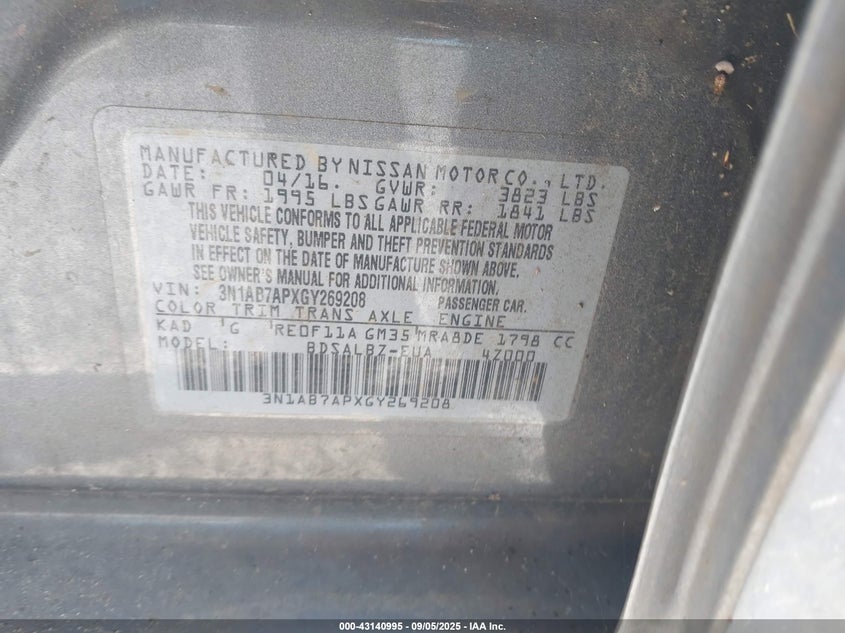 MANUFACTURED BY NISSAN MOTOR CO., LTD.
DATE: 04/16. GVWR: 3823 LBS
GAWR FR: 1995 LBS GAWR RR: 1841 LBS
THIS VEHICLE CONFORMS TO ALL APPLICABLE FEDERAL MOTOR
VEHICLE SAFETY, BUMPER AND THEFT PREVENTION STANDARDS
IN EFFECT ON THE DATE OF MANUFACTURE SHOWN ABOVE.
SEE OWNER'S MANUAL FOR ADDITIONAL INFORMATION.
VIN: 3N1AB7APXGY269208 PASSENGER CAR.
COLOR TRIM TRANS AXLE ENGINE
KAD G RE0F11A GM35 MRA8DE 1798 CC
MODEL: BDSALBZ-EUA 4Z000
3N1AB7APXGY269208
000-43140995 - 09/05/2025 - IAA Inc.